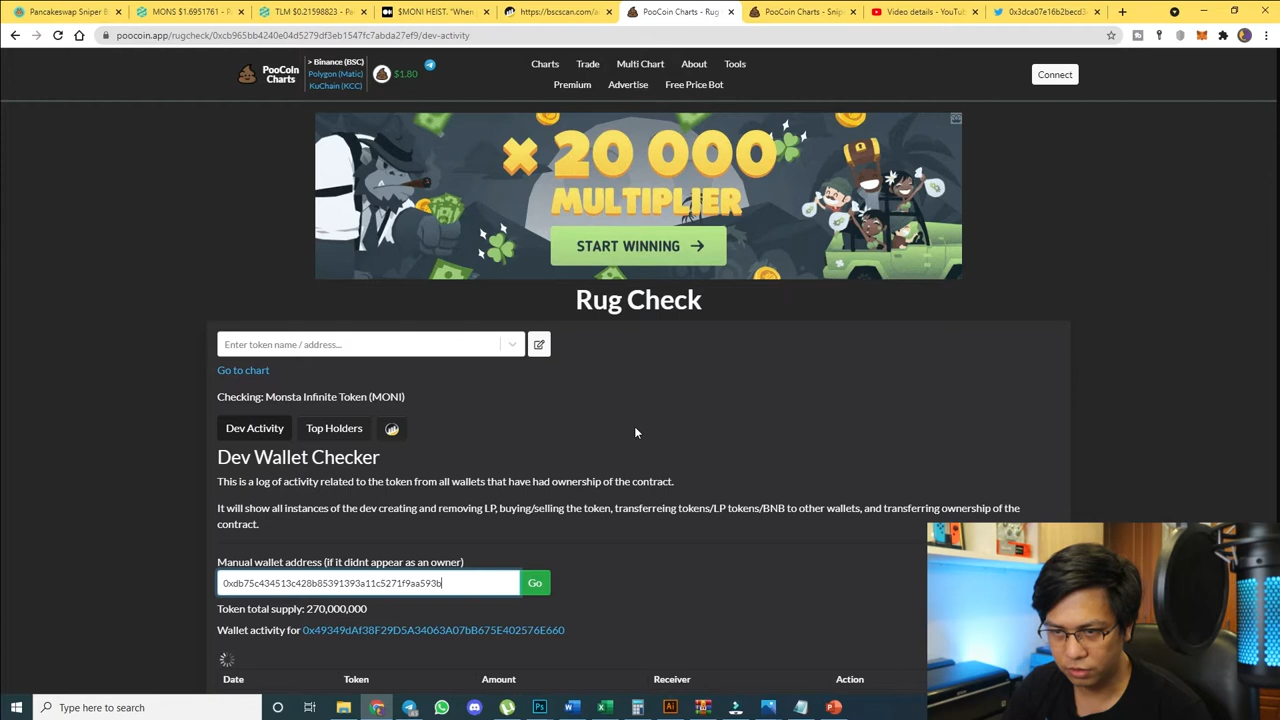 Pancakeswap Sniper B
MONS $1.6951761 - P
TLM $0.21598823 - Pa
$MONI HEIST. "When
https://bscscan.com/a
PooCoin Charts - Rug
PooCoin Charts - Snip
Video details - YouTu
0x3dca07e16b2becd3
poocoin.app/rugcheck/0xcb965bb4240e04d79df3eb1547fc7abda27ef9/dev-activity
PooCoin
Charts
> Binance (BSC)
Polygon (Matic)
KuChain (KCC)
$1.80
Charts Trade Multi Chart About Tools
Premium Advertise Free Price Bot
Connect
x 20 000
MULTIPLIER
START WINNING →
Rug Check
Enter token name / address...
Go to chart
Checking: Monsta Infinite Token (MONI)
Dev Activity Top Holders
Dev Wallet Checker
This is a log of activity related to the token from all wallets that have had ownership of the contract.
It will show all instances of the dev creating and removing LP, buying/selling the token, transferreing tokens/LP tokens/BNB to other wallets, and transferring ownership of the
contract.
Manual wallet address (if it didnt appear as an owner)
0xdb75c434513c428b85391393a11c5271f9aa593b
Go
Token total supply: 270,000,000
Wallet activity for 0x49349dAf38F29D5A34063A07bB675E402576E660
Date Token Amount Receiver Action
Type here to search